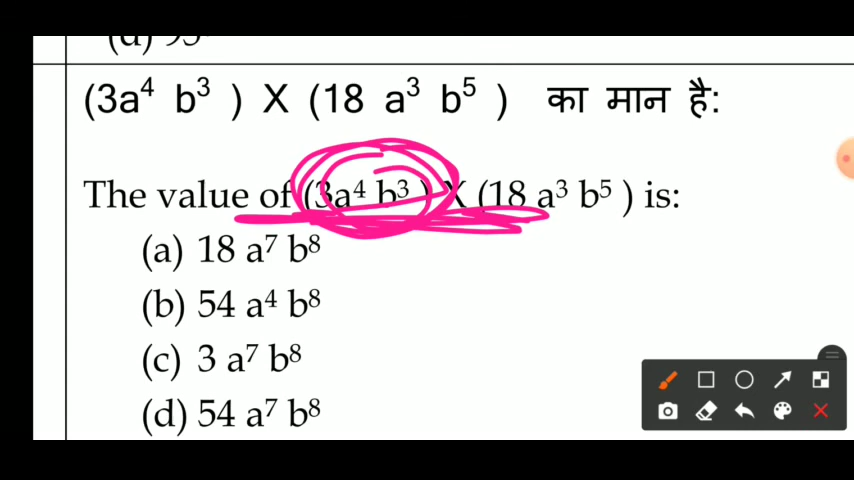 (3a⁴ b³ ) X (18 a³ b⁵ ) का मान है:
The value of (3a⁴ b³ ) X (18 a³ b⁵ ) is:
(a) 18 a⁷ b⁸
(b) 54 a⁴ b⁸
(c) 3 a⁷ b⁸
(d) 54 a⁷ b⁸